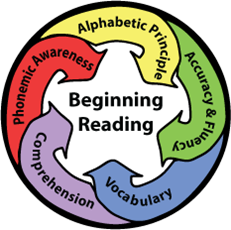 Alphabetic Principle
Accuracy & Fluency
Vocabulary
Comprehension
Phonemic Awareness
Beginning
Reading